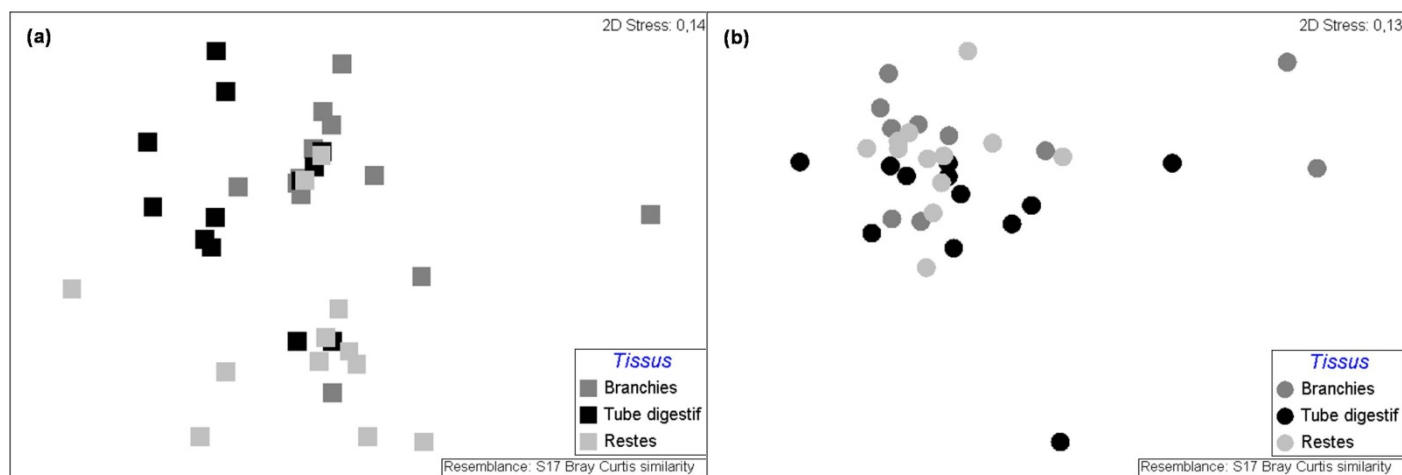 (a)
2D Stress: 0,14
Tissus
Branchies
Tube digestif
Restes
Resemblance: S17 Bray Curtis similarity
(b)
2D Stress: 0,13
Tissus
Branchies
Tube digestif
Restes
Resemblance: S17 Bray Curtis similarity